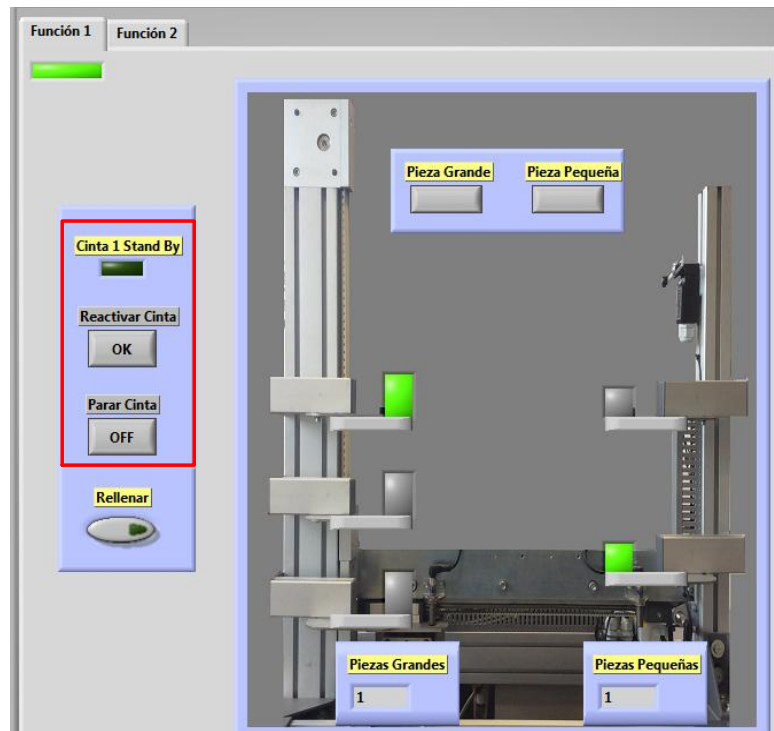 Función 1
Función 2
Pieza Grande
Pieza Pequeña
Cinta 1 Stand By
Reactivar Cinta
OK
Parar Cinta
OFF
Rellenar
Piezas Grandes
1
Piezas Pequeñas
1